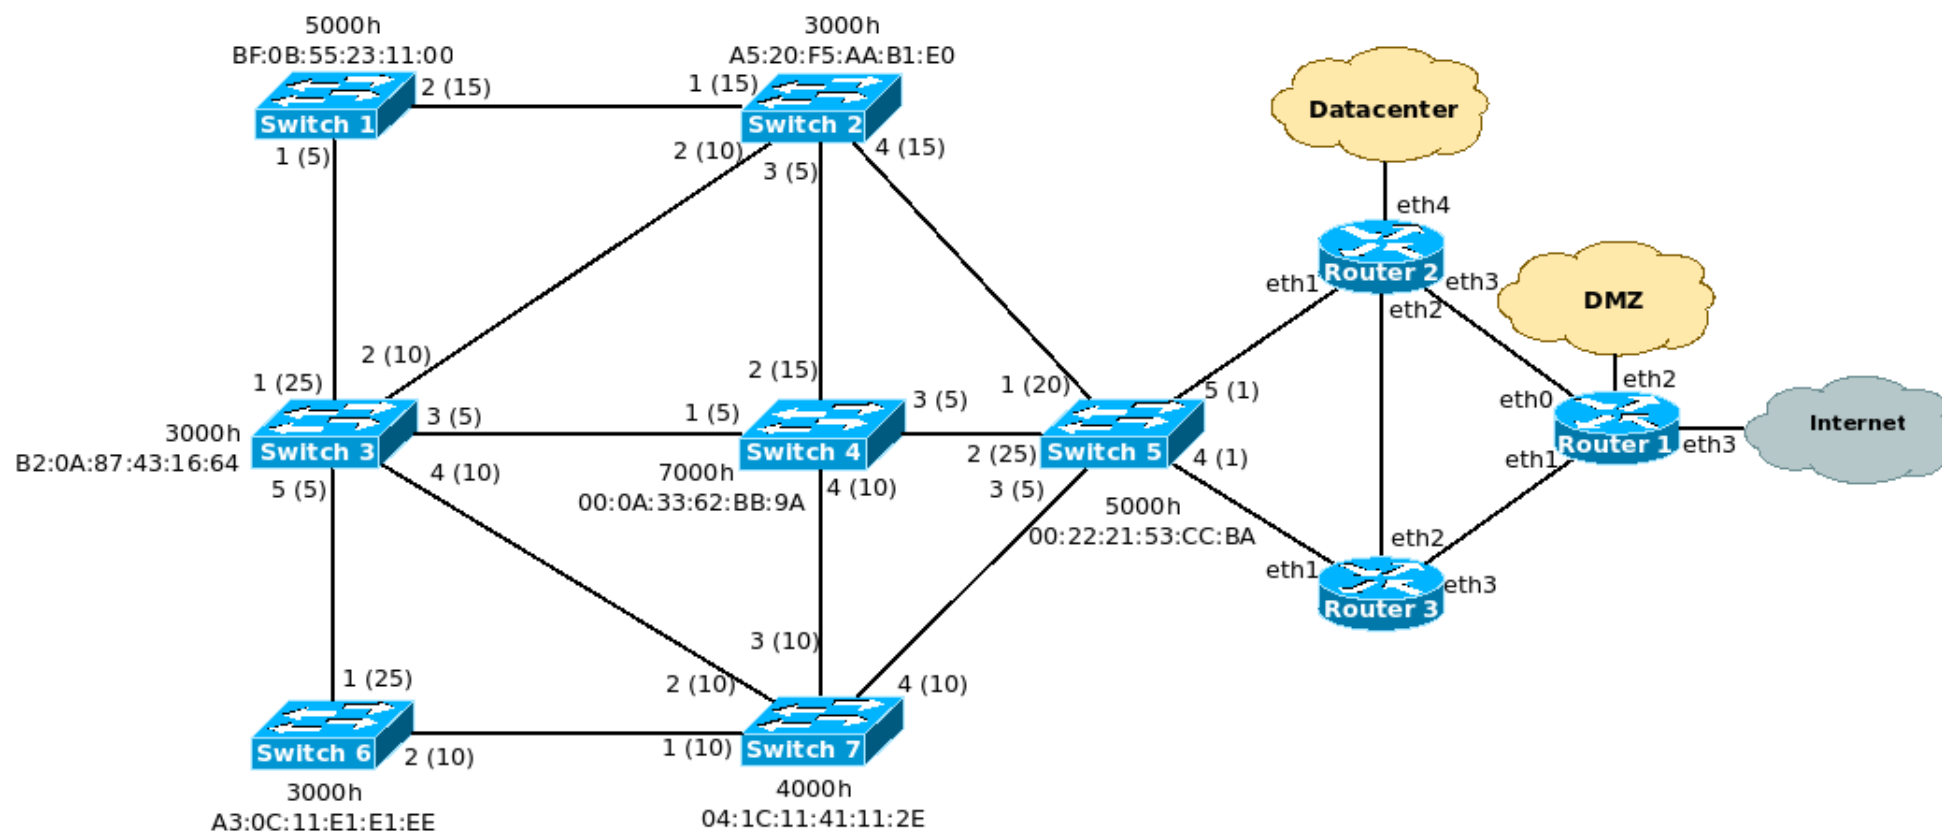 5000h
BF:0B:55:23:11:00
Switch 1
2 (15)
1 (5)
3000h
A5:20:F5:AA:B1:E0
1 (15)
Switch 2
2 (10)
3 (5)
4 (15)
Datacenter
eth4
Router 2
eth1
eth2
eth3
DMZ
eth2
eth0
Router 1
eth1
eth3
Internet
2 (10)
1 (25)
3 (5)
3000h
B2:0A:87:43:16:64
Switch 3
4 (10)
5 (5)
2 (15)
1 (5)
3 (5)
Switch 4
7000h
00:0A:33:62:BB:9A
4 (10)
1 (20)
5 (1)
Switch 5
2 (25)
4 (1)
3 (5)
5000h
00:22:21:53:CC:BA
eth2
eth1
eth3
Router 3
1 (25)
Switch 6
2 (10)
3000h
A3:0C:11:E1:E1:EE
3 (10)
2 (10)
4 (10)
1 (10)
Switch 7
4000h
04:1C:11:41:11:2E